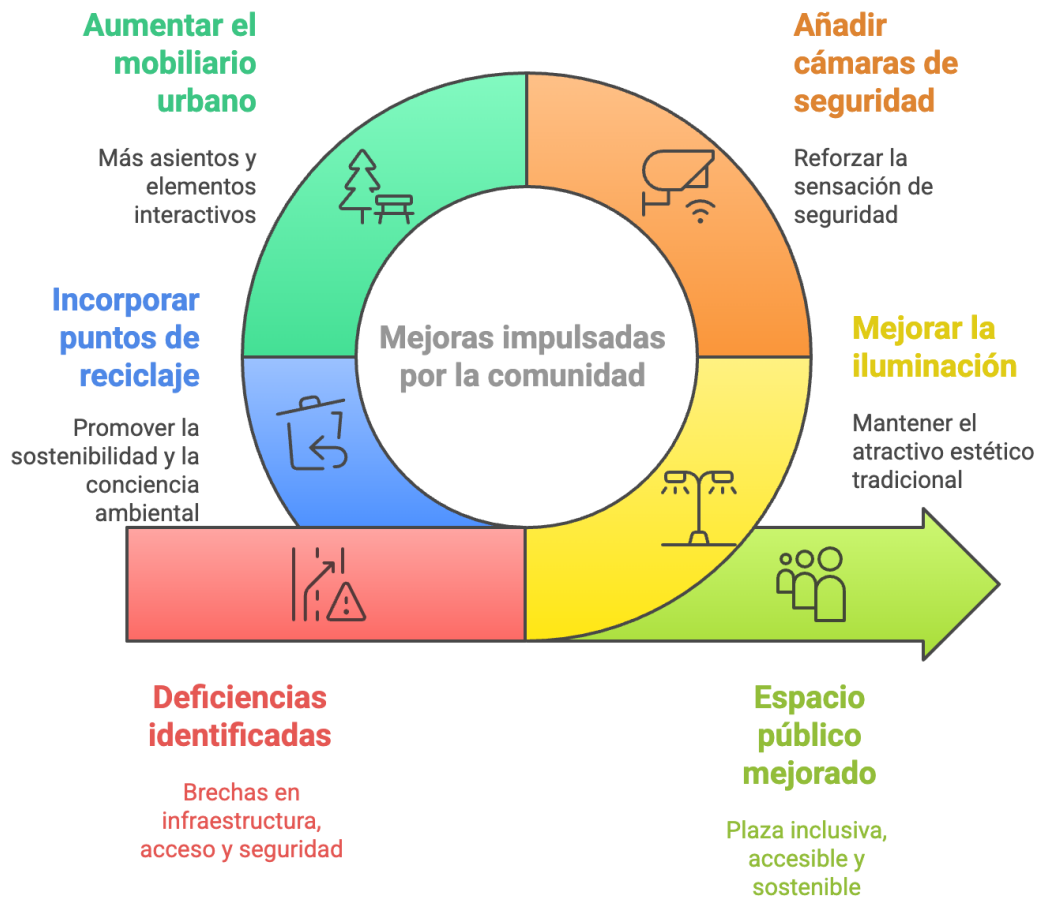 Aumentar el
mobiliario
urbano
Más asientos y
elementos
interactivos
Añadir
cámaras de
seguridad
Reforzar la
sensación de
seguridad
Incorporar
puntos de
reciclaje
Promover la
sostenibilidad y la
conciencia
ambiental
Mejoras impulsadas
por la comunidad
Mejorar la
iluminación
Mantener el
atractivo estético
tradicional
Deficiencias
identificadas
Brechas en
infraestructura,
acceso y seguridad
Espacio
público
mejorado
Plaza inclusiva,
accesible y
sostenible